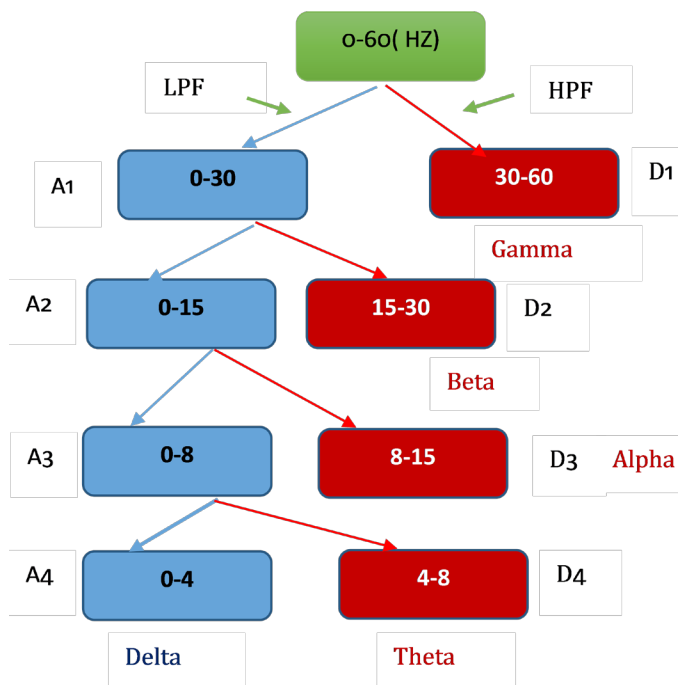 0-60( HZ)
LPF
HPF
A1
0-30
30-60
D1
Gamma
A2
0-15
15-30
D2
Beta
A3
0-8
8-15
D3
Alpha
A4
0-4
4-8
D4
Delta
Theta